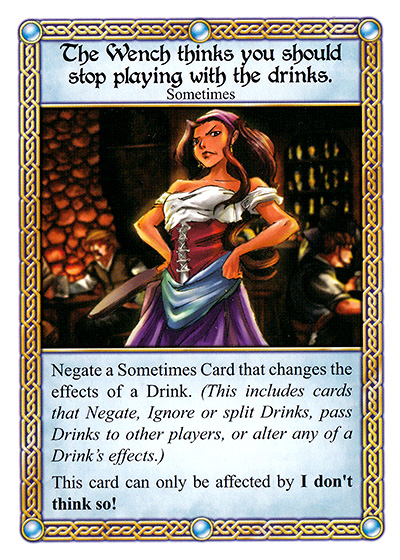 The Wench thinks you should
stop playing with the drinks.
Sometimes
Negate a Sometimes Card that changes the
effects of a Drink. (This includes cards
that Negate, Ignore or split Drinks, pass
Drinks to other players, or alter any of a
Drink's effects.)
This card can only be affected by I don't
think so!